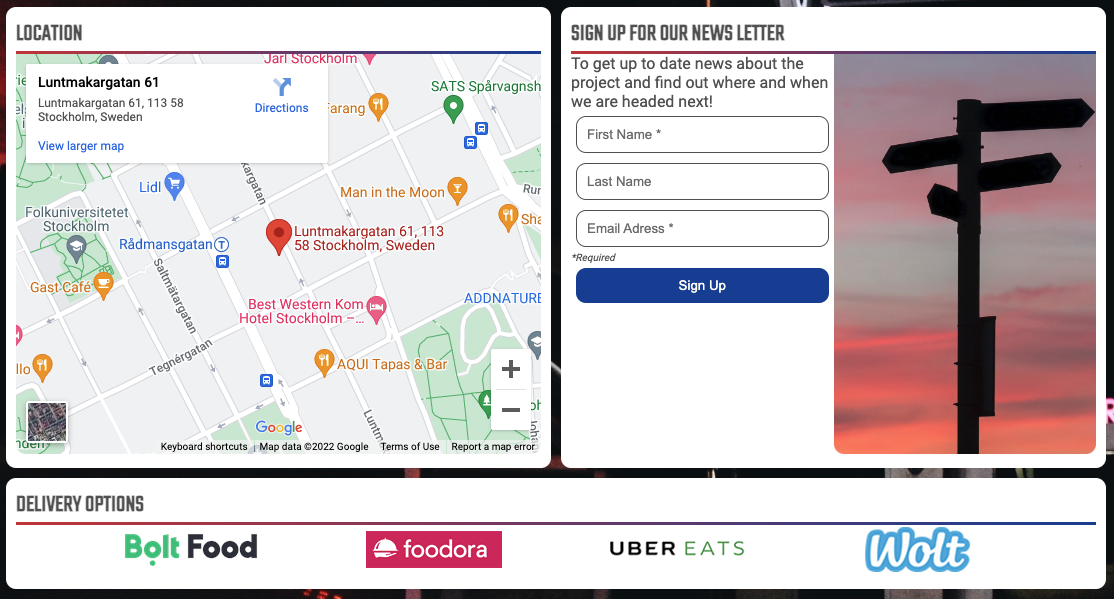 LOCATION
Luntmakargatan 61
Luntmakargatan 61, 113 58
Stockholm, Sweden
Directions
View larger map
Jarl Stockholm
Farang
SATS Spårvagnsh
Lidl
Man in the Moon
Folkuniversitetet
Stockholm
Rådmansgatan
Luntmakargatan 61, 113
58 Stockholm, Sweden
Gast Café
Saltmätargatan
Best Western Kom
Hotel Stockholm –...
ADDNATURE
Tegnérgatan
AQUI Tapas & Bar
Google
Keyboard shortcuts
Map data ©2022 Google
Terms of Use
Report a map error
SIGN UP FOR OUR NEWS LETTER
To get up to date news about the
project and find out where and when
we are headed next!
First Name *
Last Name
Email Adress *
*Required
Sign Up
DELIVERY OPTIONS
Bolt Food
foodora
UBER EATS
Wolt